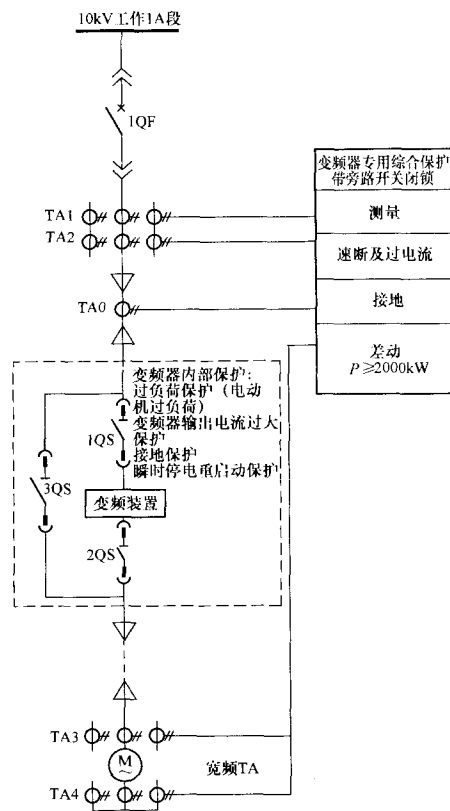 10kV工作1A段
1QF
变频器专用综合保护
带旁路开关闭锁
TA1
测量
TA2
速断及过电流
TA0
接地
差动
P≥2000kW
变频器内部保护:
过负荷保护（电动
机过负荷）
变频器输出电流过大
保护
接地保护
瞬时停电重启动保护
1QS
3QS
变频装置
2QS
TA3
M
~
宽频TA
TA4